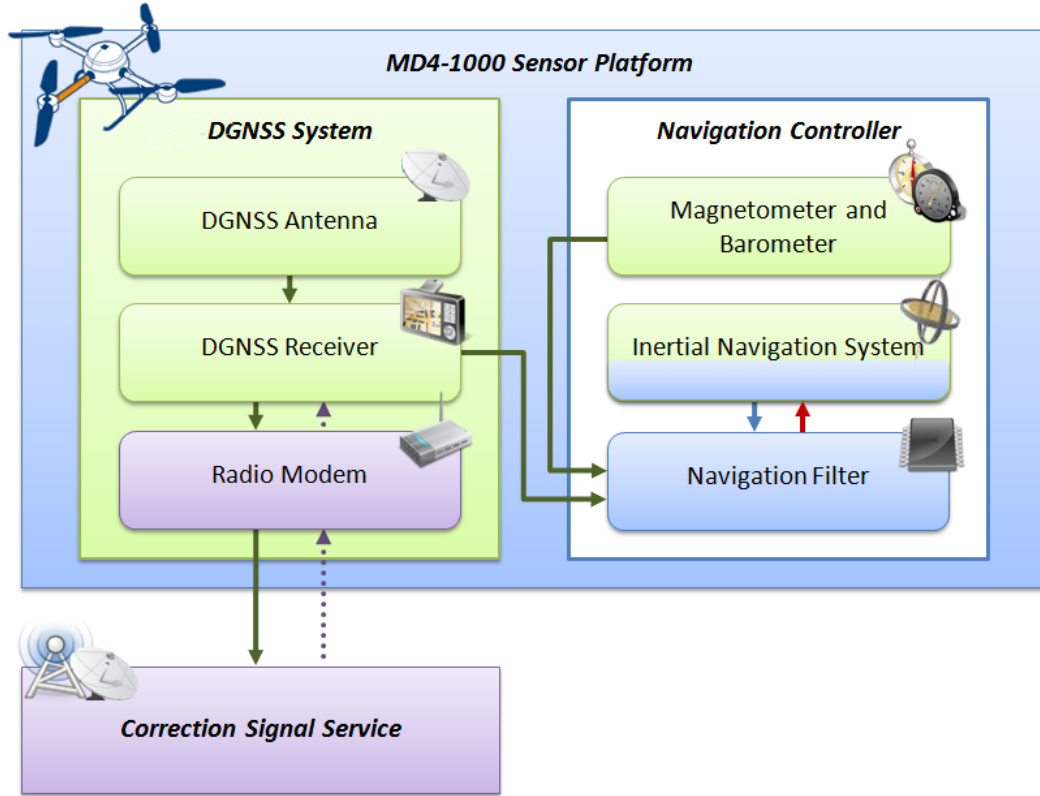 MD4-1000 Sensor Platform
DGNSS System
DGNSS Antenna
DGNSS Receiver
Radio Modem
Navigation Controller
Magnetometer and
Barometer
Inertial Navigation System
Navigation Filter
Correction Signal Service